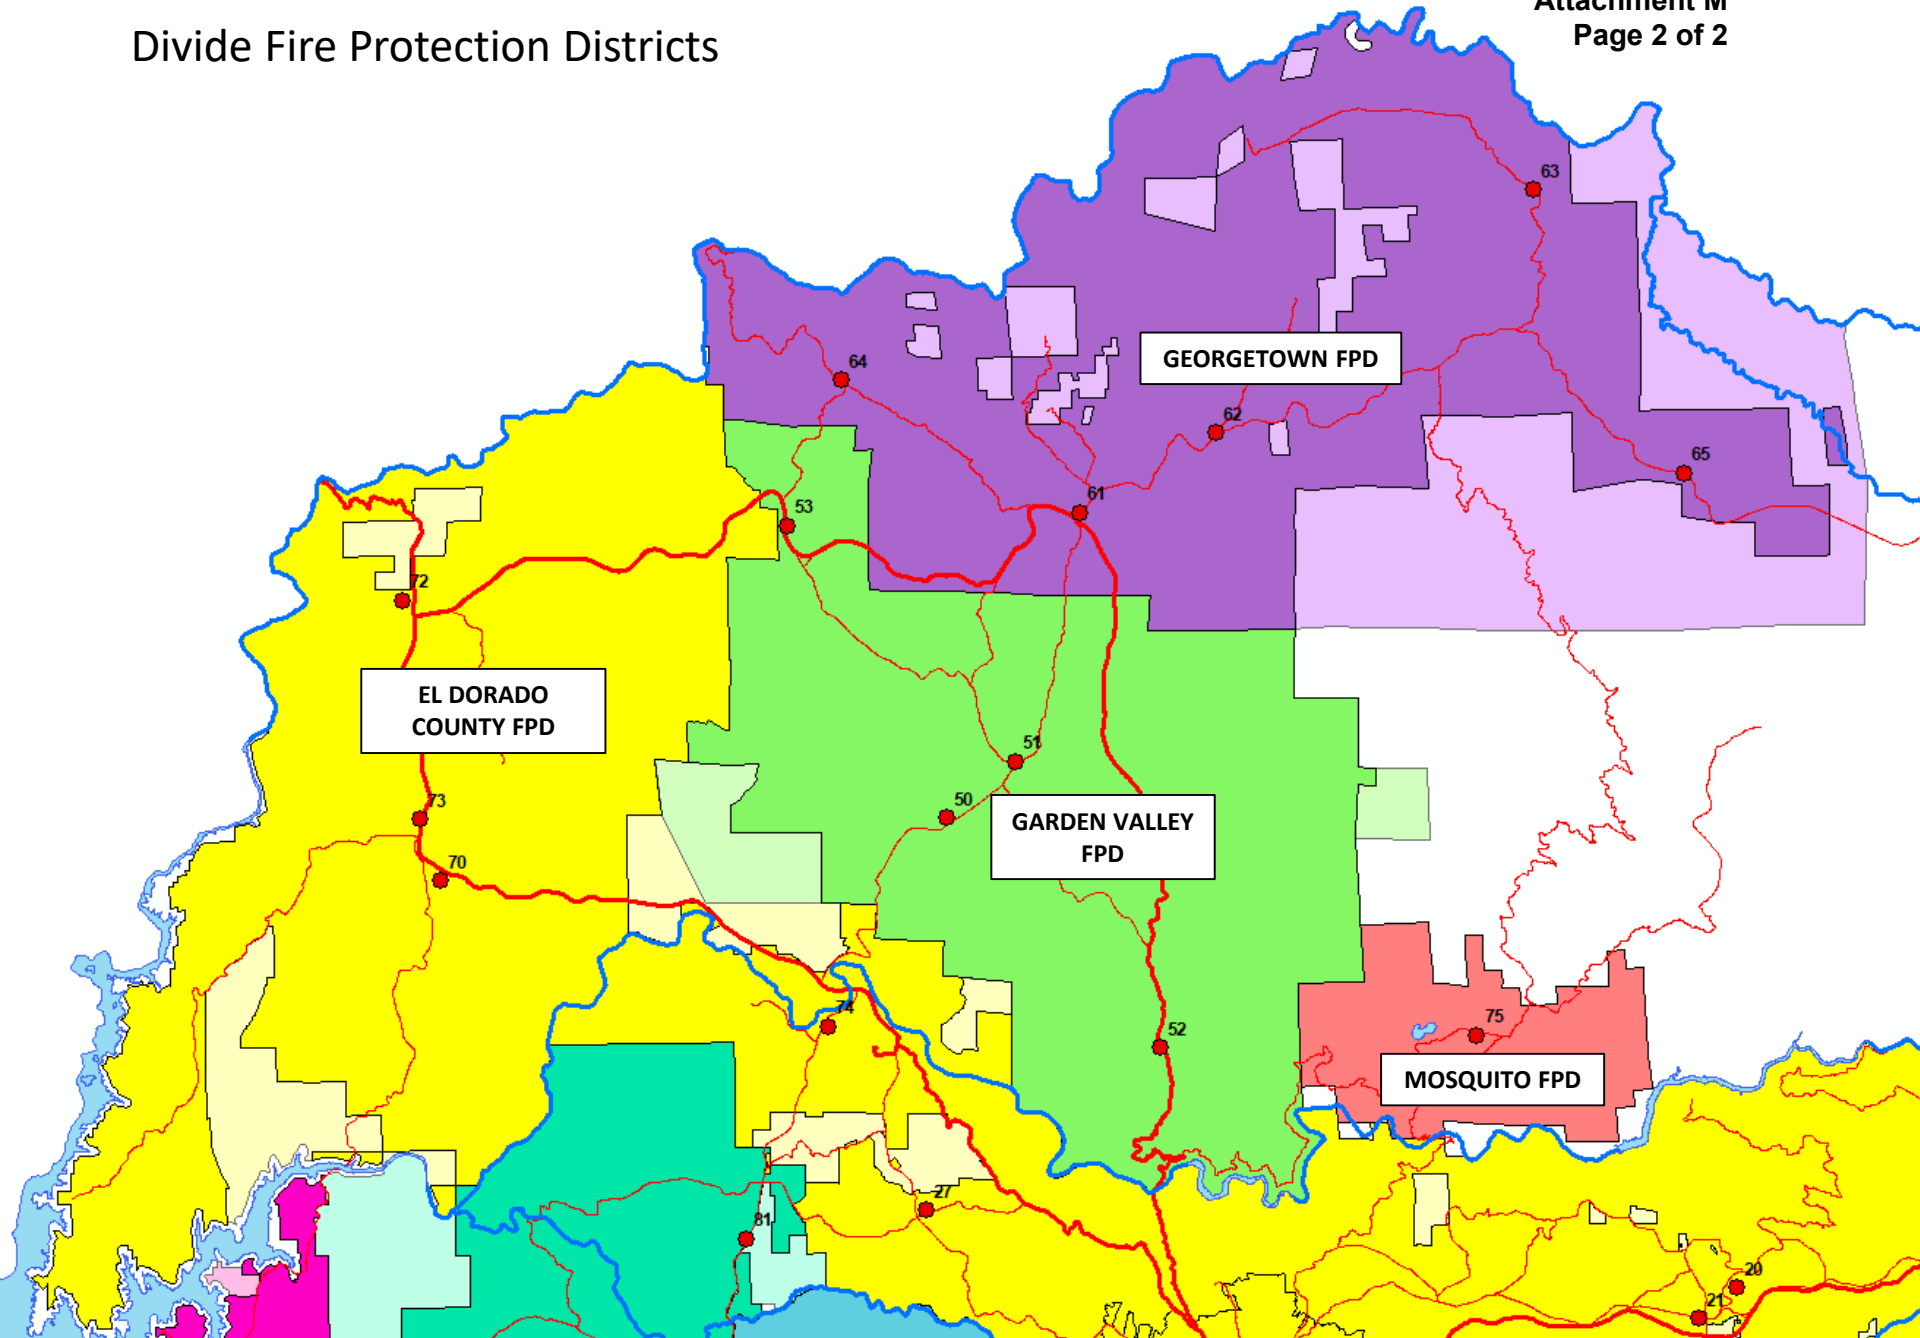 Attachment M
Page 2 of 2
Divide Fire Protection Districts
63
64
GEORGETOWN FPD
62
65
61
53
72
EL DORADO
COUNTY FPD
51
73
50
GARDEN VALLEY
FPD
70
74
75
52
MOSQUITO FPD
27
81
20
21